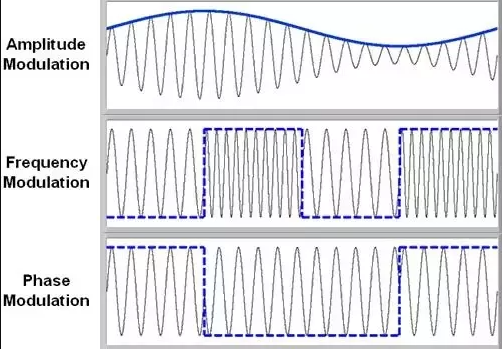 Amplitude
Modulation
Frequency
Modulation
Phase
Modulation